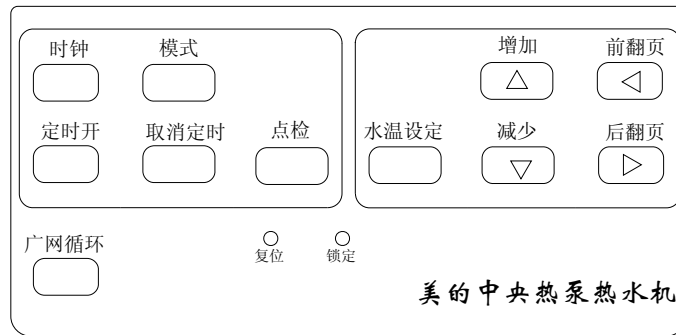 时钟 模式 增加 前翻页
定时开 取消定时 点检 水温设定 减少 后翻页
广网循环 复位 锁定
美的中央热泵热水机